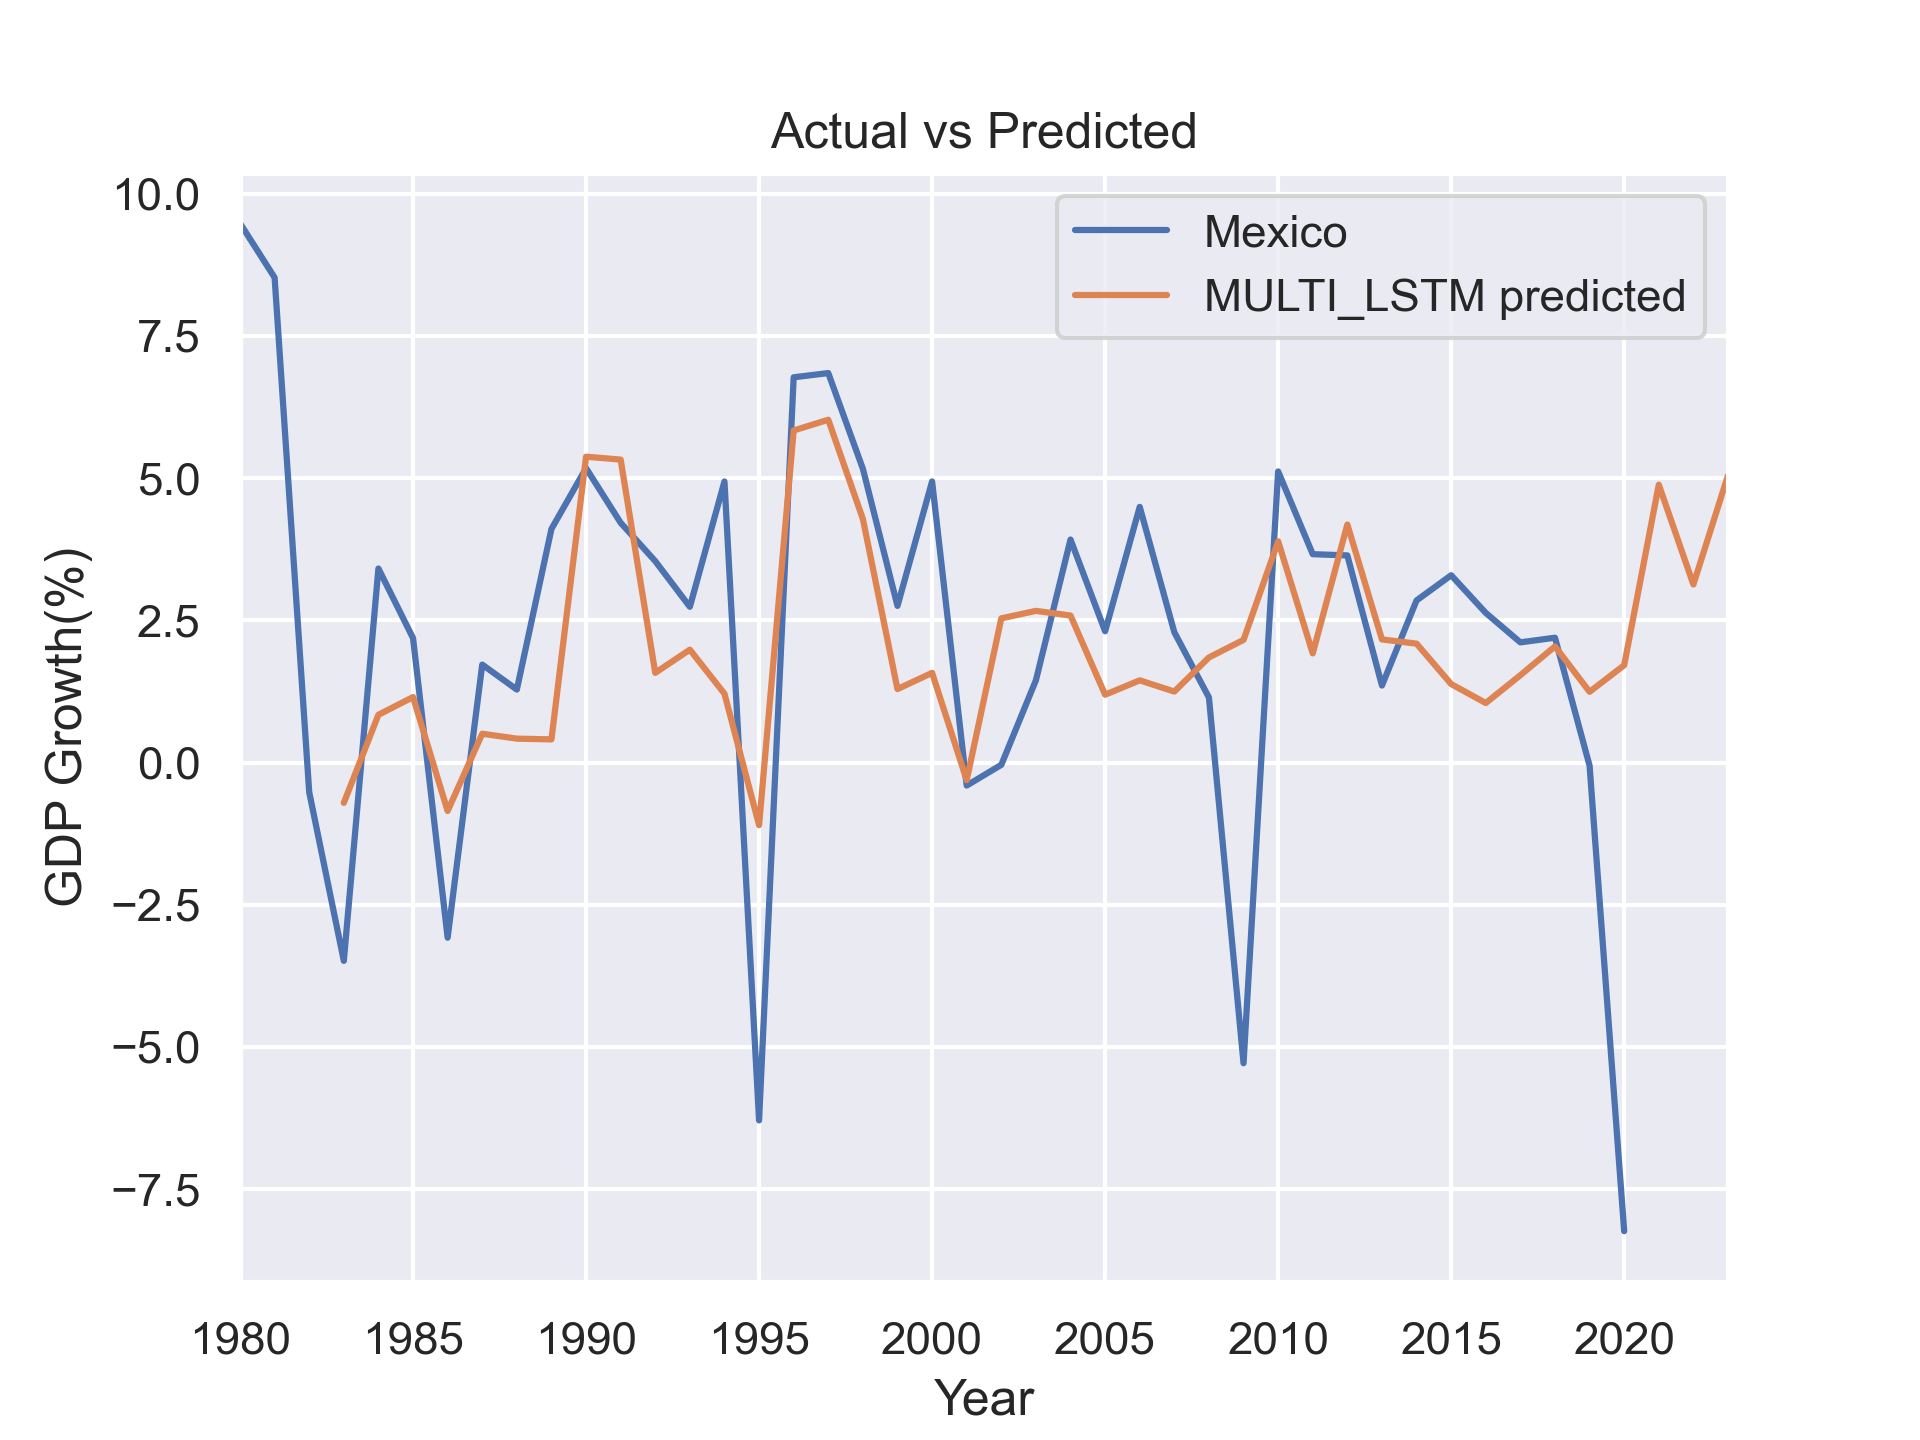 Actual vs Predicted
Mexico
MULTI_LSTM predicted
10.0
7.5
5.0
2.5
0.0
−2.5
−5.0
−7.5
GDP Growth(%)
1980 1985 1990 1995 2000 2005 2010 2015 2020
Year